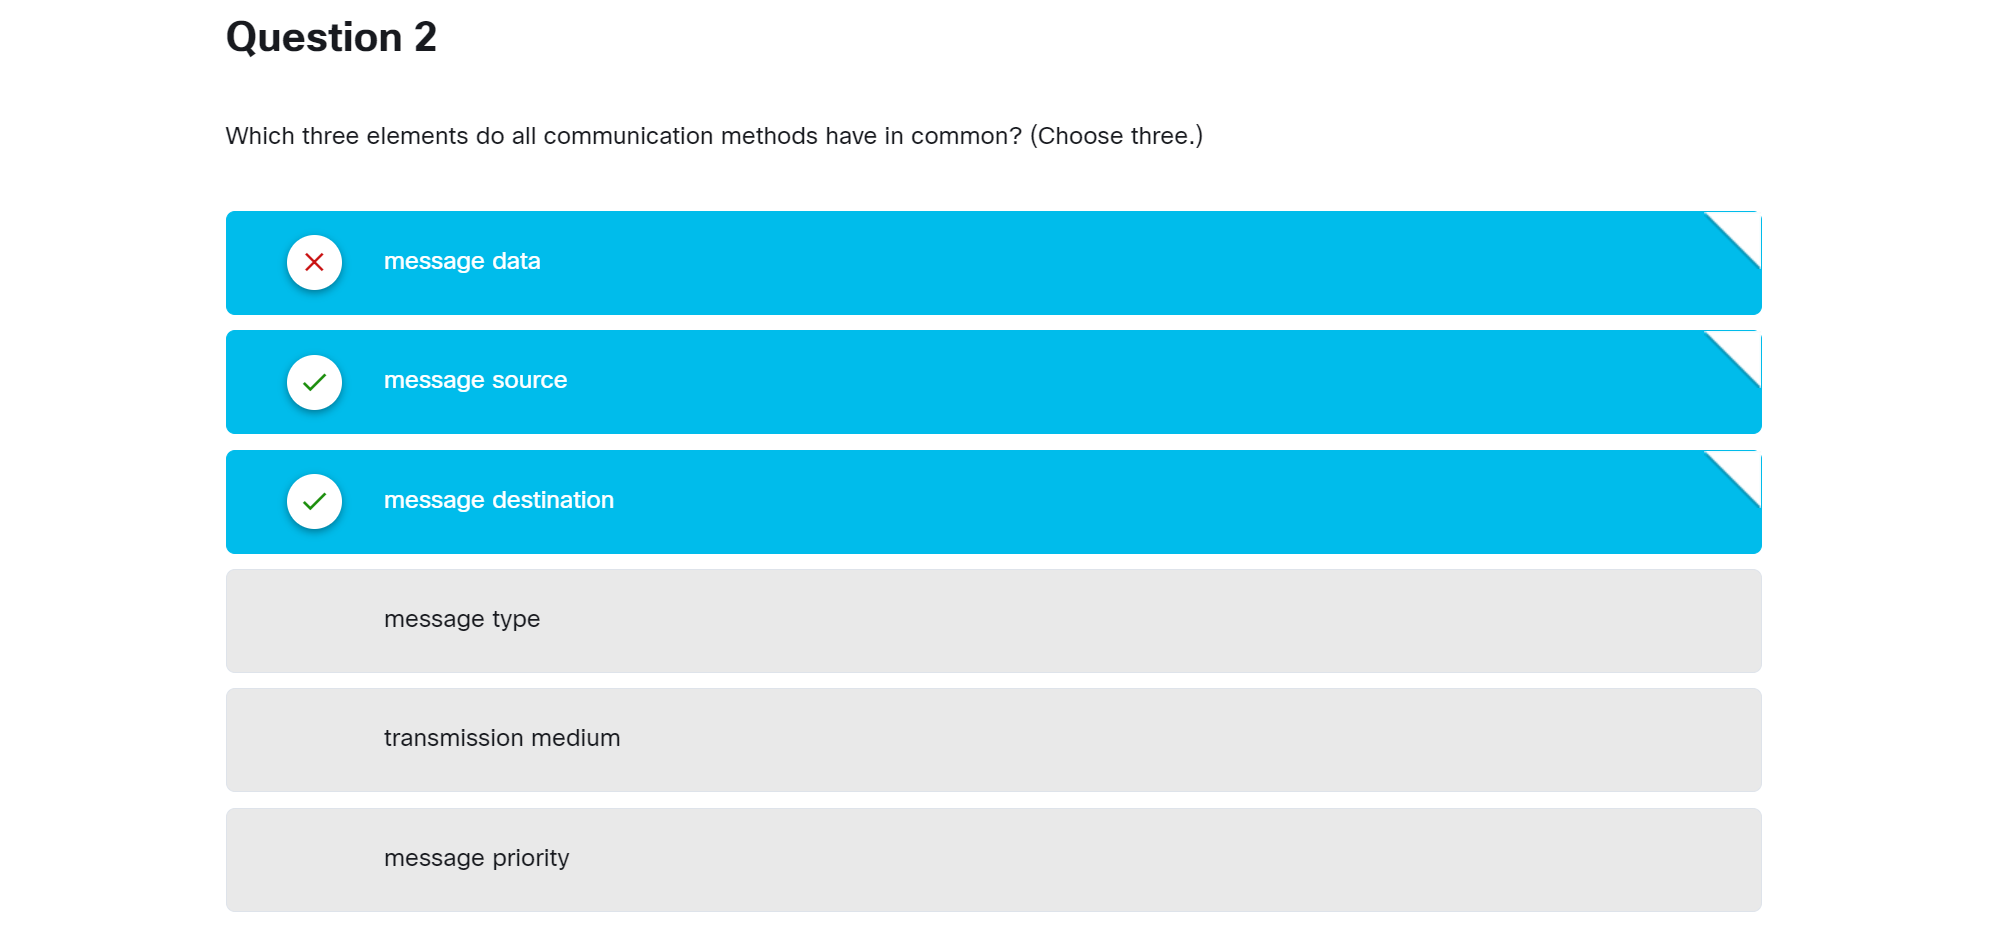 Question 2
Which three elements do all communication methods have in common? (Choose three.)
message data
message source
message destination
message type
transmission medium
message priority